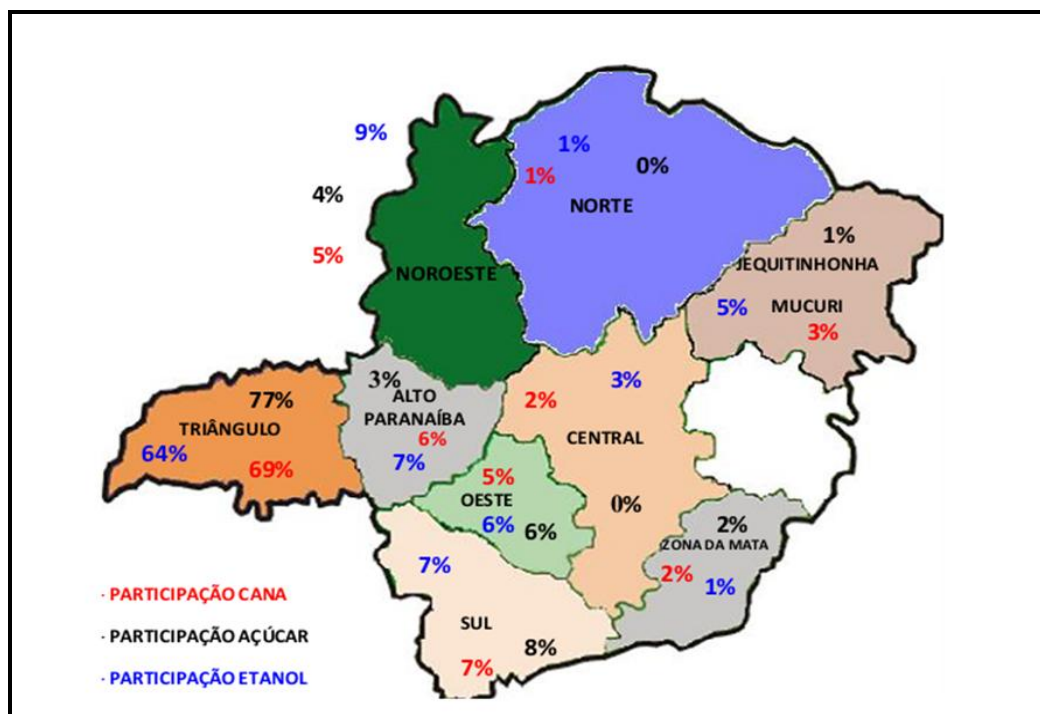 9%
4%
5%
NOROESTE
1%
1%
0%
NORTE
1%
JEQUITINHONHA
MUCURI
5%
3%
77%
TRIÂNGULO
64%
69%
3%
ALTO
PARANAÍBA
6%
7%
2%
3%
CENTRAL
0%
5%
OESTE
6%
6%
2%
ZONA DA MATA
2%
1%
7%
SUL
8%
7%
· PARTICIPAÇÃO CANA
· PARTICIPAÇÃO AÇÚCAR
· PARTICIPAÇÃO ETANOL